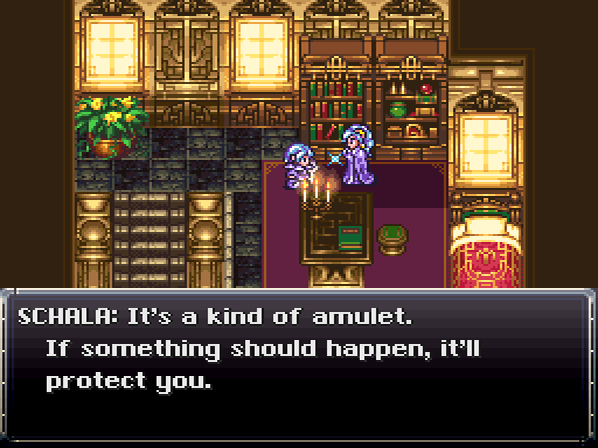 SCHALA: It's a kind of amulet.
If something should happen, it'll
protect you.